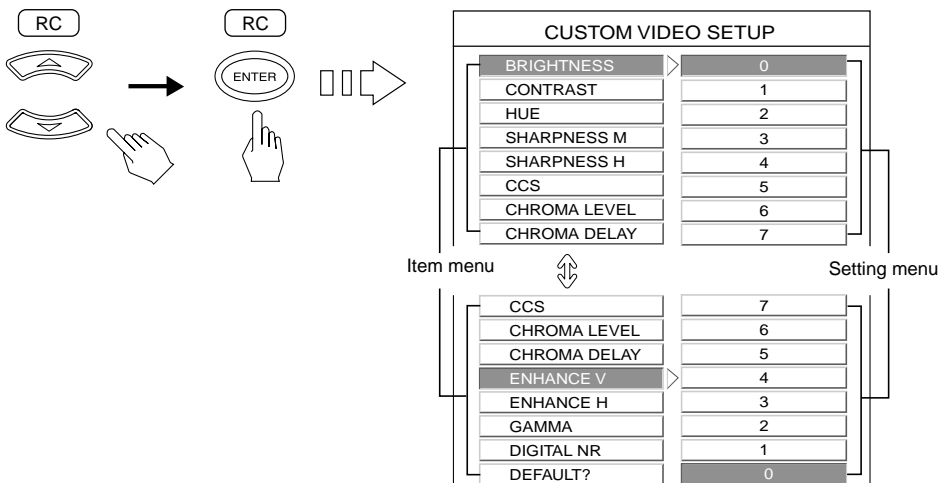 RC
RC
ENTER
CUSTOM VIDEO SETUP
BRIGHTNESS 0
CONTRAST 1
HUE 2
SHARPNESS M 3
SHARPNESS H 4
CCS 5
CHROMA LEVEL 6
CHROMA DELAY 7
Item menu
Setting menu
CCS 7
CHROMA LEVEL 6
CHROMA DELAY 5
ENHANCE V 4
ENHANCE H 3
GAMMA 2
DIGITAL NR 1
DEFAULT? 0